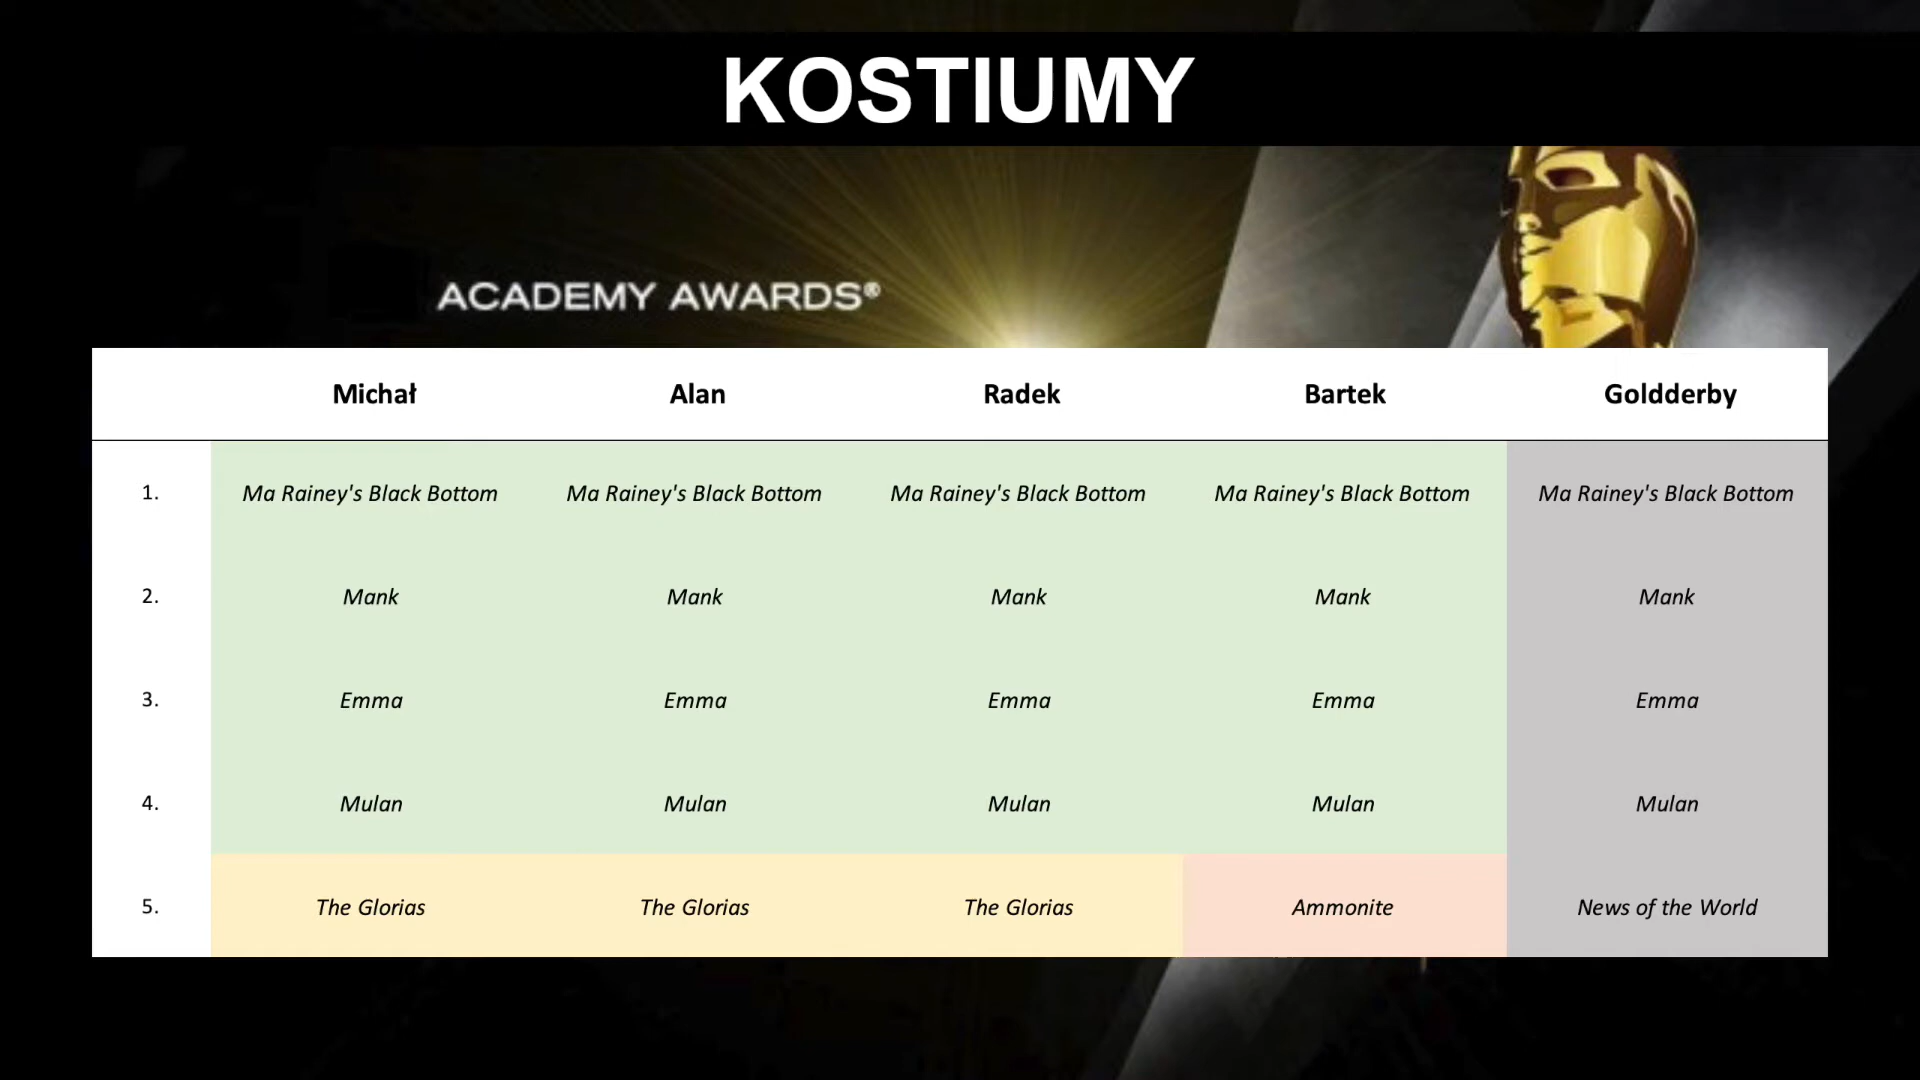 KOSTIUMY
ACADEMY AWARDS®
Michał Alan Radek Bartek Goldderby
1. Ma Rainey's Black Bottom Ma Rainey's Black Bottom Ma Rainey's Black Bottom Ma Rainey's Black Bottom Ma Rainey's Black Bottom
2. Mank Mank Mank Mank Mank
3. Emma Emma Emma Emma Emma
4. Mulan Mulan Mulan Mulan Mulan
5. The Glorias The Glorias The Glorias Ammonite News of the World